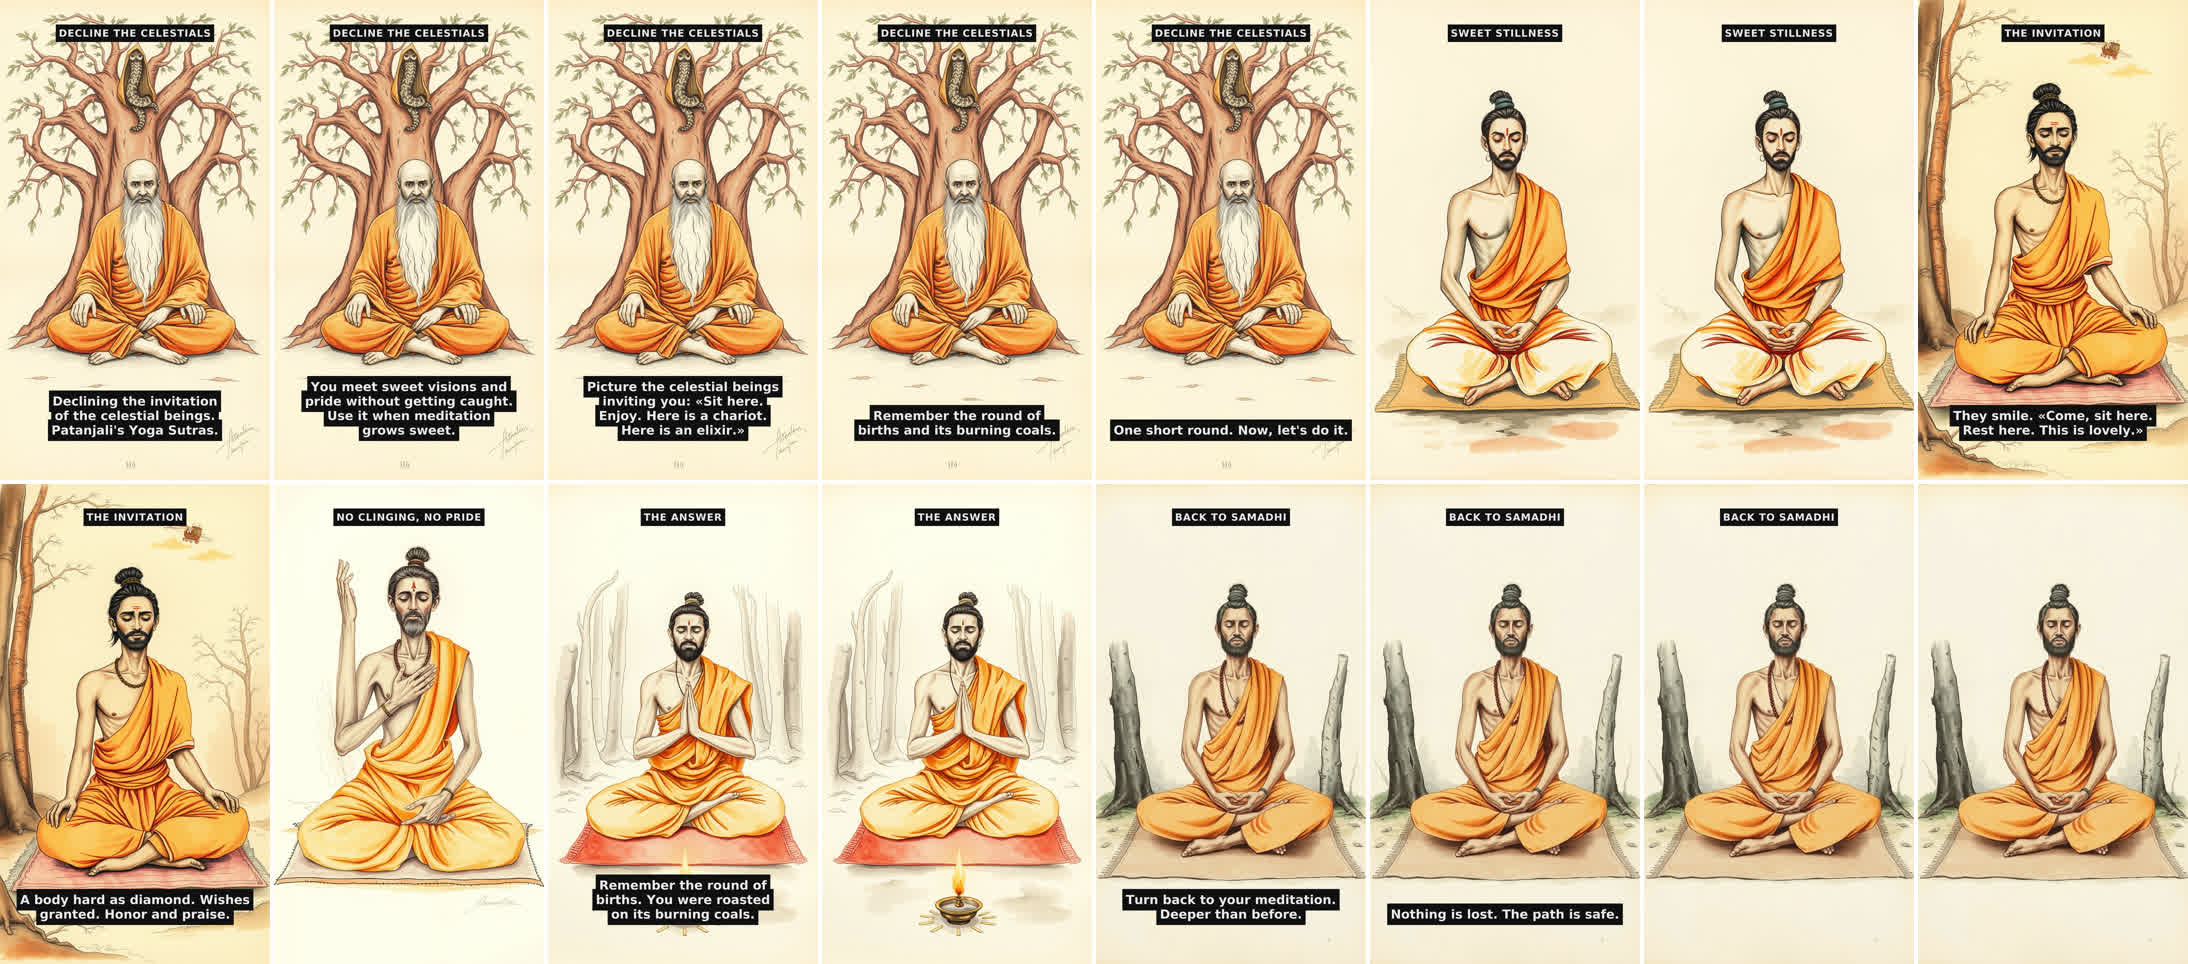 DECLINE THE CELESTIALS
Declining the invitation
of the celestial beings.
Patanjali's Yoga Sutras.
DECLINE THE CELESTIALS
You meet sweet visions and
pride without getting caught.
Use it when meditation
grows sweet.
DECLINE THE CELESTIALS
Picture the celestial beings
inviting you: «Sit here.
Enjoy. Here is a chariot.
Here is an elixir.»
DECLINE THE CELESTIALS
Remember the round of
births and its burning coals.
DECLINE THE CELESTIALS
One short round. Now, let's do it.
SWEET STILLNESS
SWEET STILLNESS
THE INVITATION
They smile. «Come, sit here.
Rest here. This is lovely.»
THE INVITATION
A body hard as diamond. Wishes
granted. Honor and praise.
NO CLINGING, NO PRIDE
THE ANSWER
Remember the round of
births. You were roasted
on its burning coals.
THE ANSWER
BACK TO SAMADHI
Turn back to your meditation.
Deeper than before.
BACK TO SAMADHI
Nothing is lost. The path is safe.
BACK TO SAMADHI